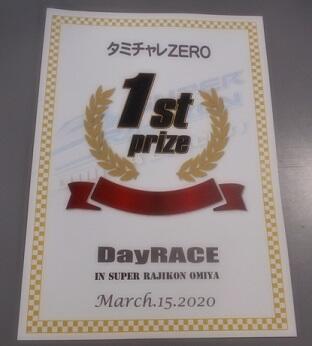 タミチャレZERO
1st
prize
DayRACE
IN SUPER RAJIKON OMIYA
March.15.2020